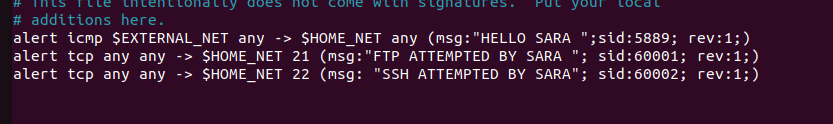 # This file intentionally does not come with signatures.  Put your local
# additions here.
alert icmp $EXTERNAL_NET any -> $HOME_NET any (msg:"HELLO SARA ";sid:5889; rev:1;)
alert tcp any any -> $HOME_NET 21 (msg:"FTP ATTEMPTED BY SARA"; sid:60001; rev:1;)
alert tcp any any -> $HOME_NET 22 (msg: "SSH ATTEMPTED BY SARA"; sid:60002; rev:1;)